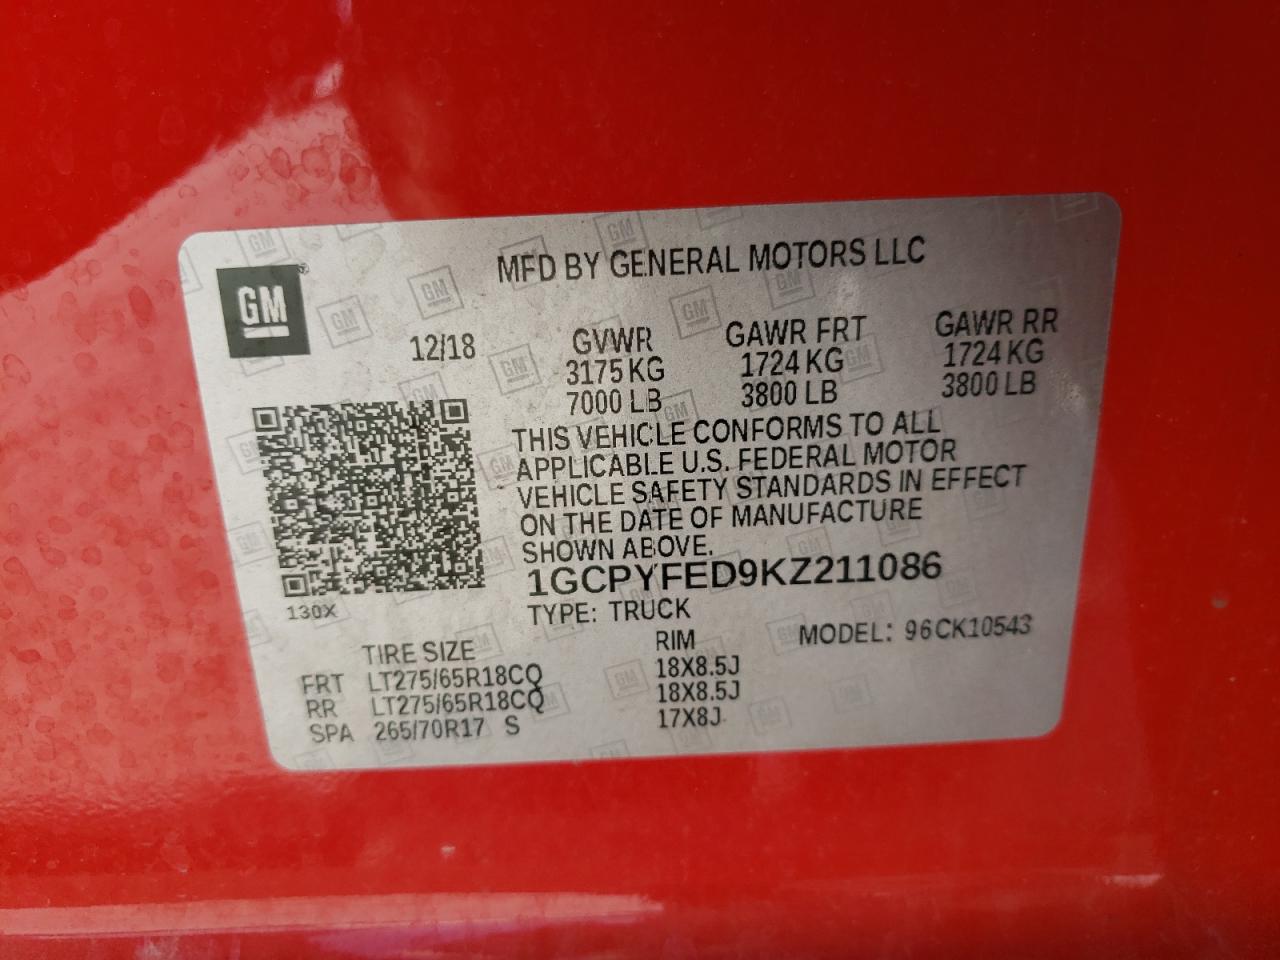 MFD BY GENERAL MOTORS LLC
GM®
12/18
GVWR GAWR FRT GAWR RR
3175 KG 1724 KG 1724 KG
7000 LB 3800 LB 3800 LB
THIS VEHICLE CONFORMS TO ALL
APPLICABLE U.S. FEDERAL MOTOR
VEHICLE SAFETY STANDARDS IN EFFECT
ON THE DATE OF MANUFACTURE
SHOWN ABOVE.
1GCPYFED9KZ211086
130X
TYPE: TRUCK
MODEL: 96CK10543
TIRE SIZE RIM
FRT LT275/65R18CQ 18X8.5J
RR LT275/65R18CQ 18X8.5J
SPA 265/70R17 S 17X8J